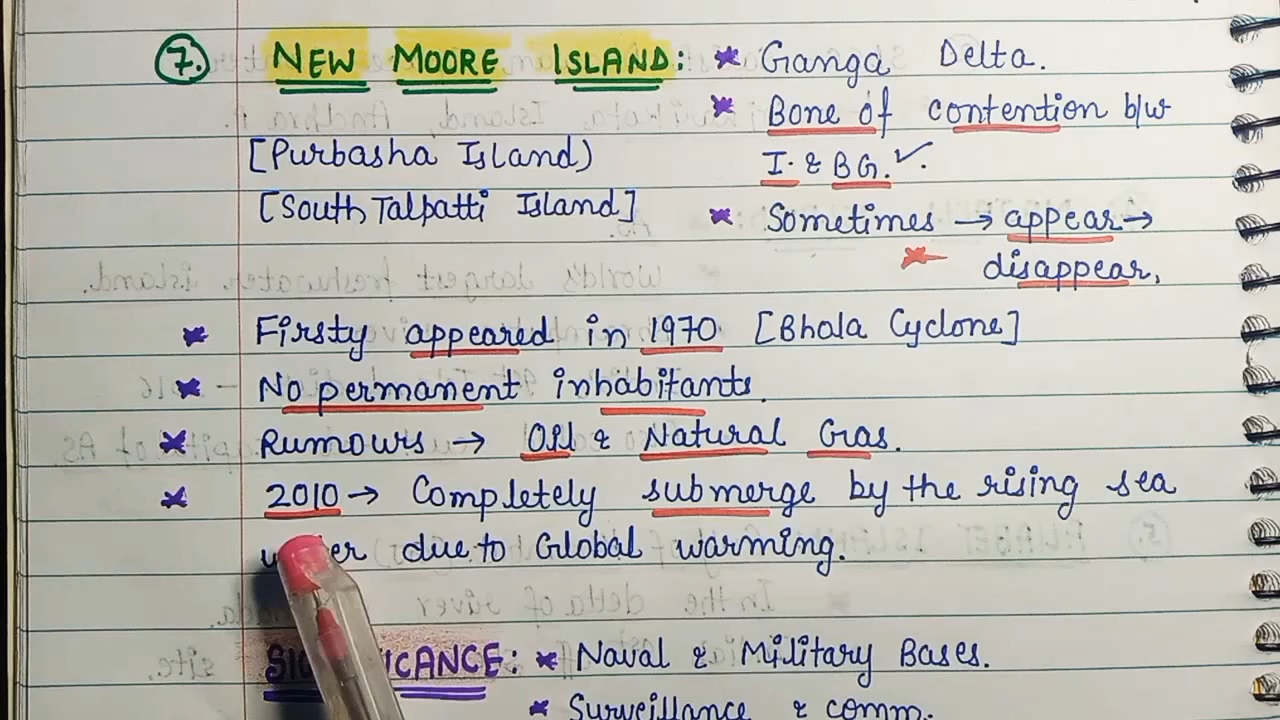 7. NEW MOORE ISLAND: * Ganga Delta.
* Bone of contention b/w
[Purbasha Island) I. & BG. ✓.
[South Talpatti Island] * Sometimes → appear →
* disappear,
* Firsty appeared in 1970 [Bhola Cyclone]
* No permanent inhabitants.
* Rumours → Oil & Natural Gas.
* 2010 → Completely submerge by the rising sea
due to Global warming.
: * Naval & Military Bases.
* Surveillance & comm.